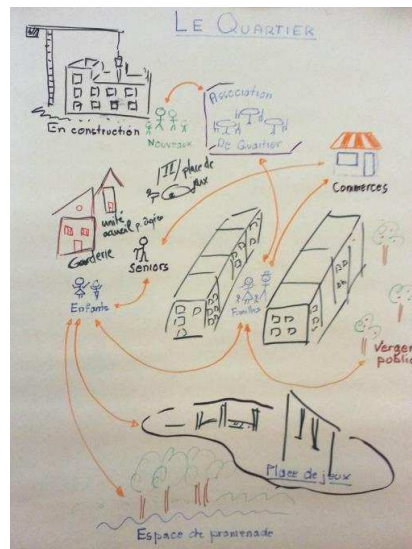 LE QUARTIER
ASSOCIATION
De QuARTIER
En construction
Nouveaux
place de
jeux
Commerces
unité
accueil
Garderie
Seniors
Enfants
Familles
Verger
public
Place de jeux
Espace de promenade